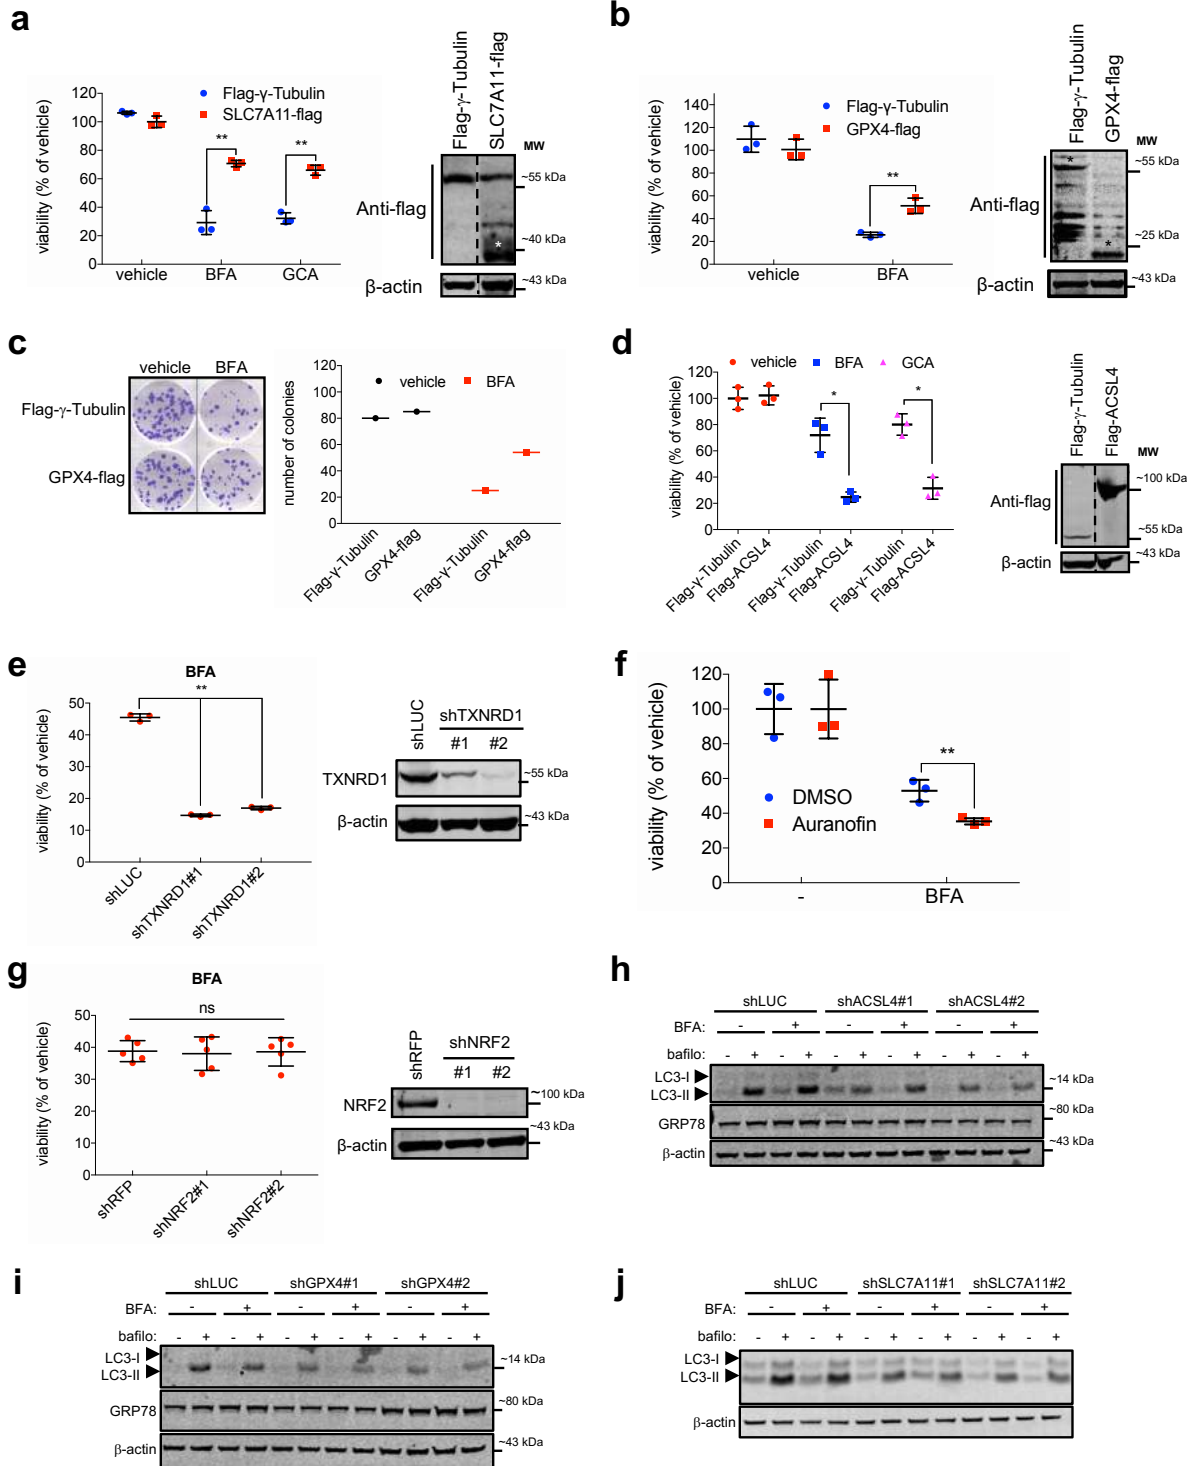 a
Flag-γ-Tubulin
SLC7A11-flag
viability (% of vehicle)
120
100
80
60
40
20
0
Flag-γ-Tubulin
SLC7A11-flag
**
**
vehicle
BFA
GCA
Anti-flag
MW
~55 kDa
~40 kDa
*
β-actin
~43 kDa
b
Flag-γ-Tubulin
GPX4-flag
viability (% of vehicle)
140
120
100
80
60
40
20
0
Flag-γ-Tubulin
GPX4-flag
**
vehicle
BFA
Anti-flag
MW
~55 kDa
~25 kDa
*
*
β-actin
~43 kDa
c
vehicle
BFA
Flag-γ-Tubulin
GPX4-flag
number of colonies
120
100
80
60
40
20
0
vehicle
BFA
Flag-γ-Tubulin
GPX4-flag
Flag-γ-Tubulin
GPX4-flag
d
vehicle
BFA
GCA
viability (% of vehicle)
120
100
80
60
40
20
0
*
*
Flag-γ-Tubulin
Flag-ACSL4
Flag-γ-Tubulin
Flag-ACSL4
Flag-γ-Tubulin
Flag-ACSL4
Flag-γ-Tubulin
Flag-ACSL4
MW
Anti-flag
~100 kDa
~55 kDa
β-actin
~43 kDa
e
BFA
**
viability (% of vehicle)
50
40
30
20
10
0
shLUC
shTXNRD1#1
shTXNRD1#2
shLUC
shTXNRD1
#1 #2
TXNRD1
~55 kDa
β-actin
~43 kDa
f
viability (% of vehicle)
120
100
80
60
40
20
0
**
DMSO
Auranofin
-
BFA
g
BFA
ns
viability (% of vehicle)
50
40
30
20
10
0
shRFP
shNRF2#1
shNRF2#2
shRFP
shNRF2
#1 #2
NRF2
~100 kDa
~43 kDa
β-actin
h
shLUC shACSL4#1 shACSL4#2
BFA: - + - + - +
bafilo: - + - + - + - + - + - +
LC3-I
LC3-II
~14 kDa
GRP78
~80 kDa
β-actin
~43 kDa
i
shLUC shGPX4#1 shGPX4#2
BFA: - + - + - +
bafilo: - + - + - + - + - + - +
LC3-I
LC3-II
~14 kDa
GRP78
~80 kDa
β-actin
~43 kDa
j
shLUC shSLC7A11#1 shSLC7A11#2
BFA: - + - + - +
bafilo: - + - + - + - + - + - +
LC3-I
LC3-II
β-actin